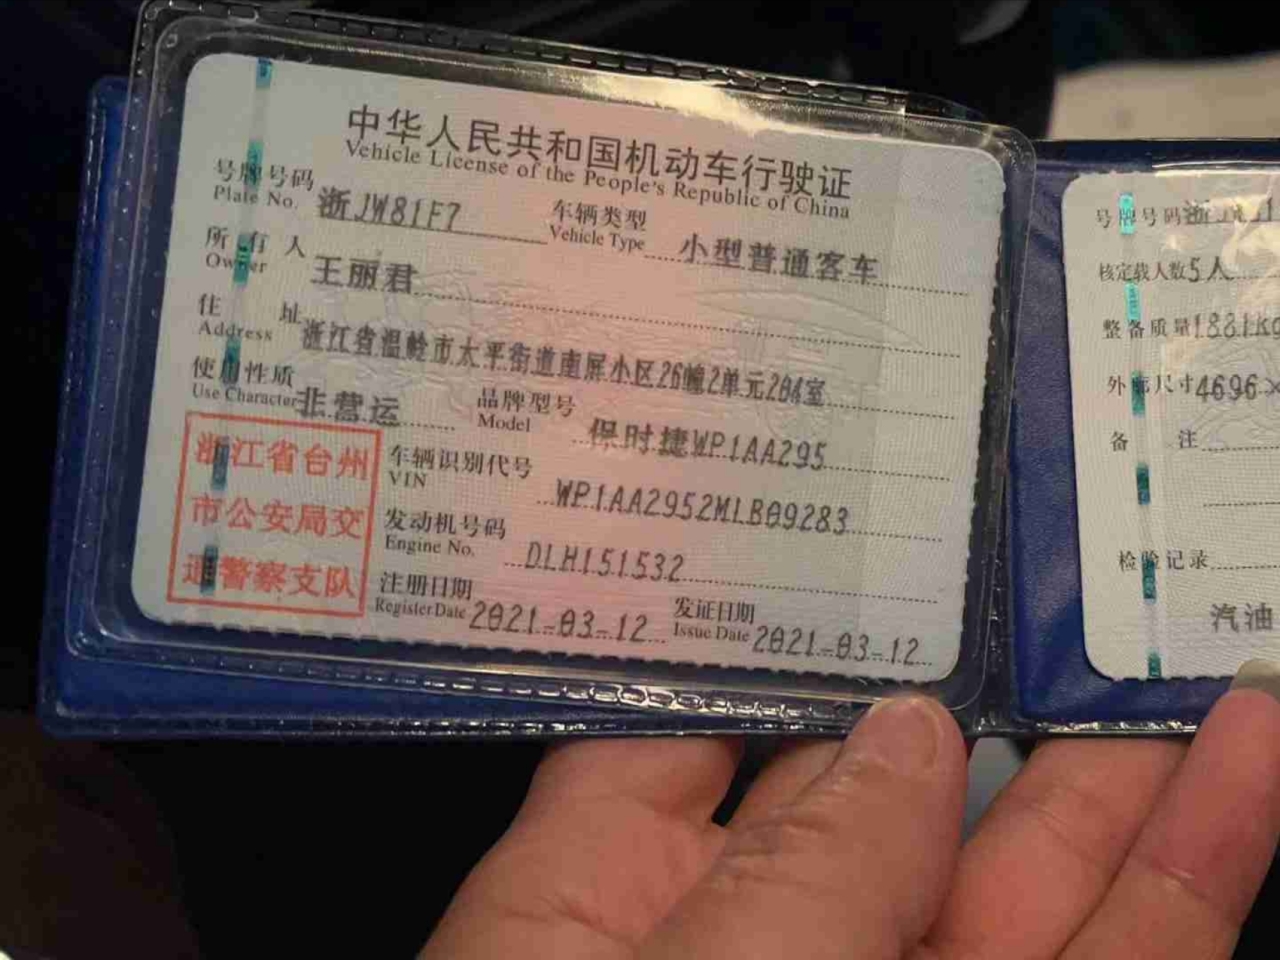 中华人民共和国机动车行驶证
Vehicle License of the People's Republic of China
号牌号码 浙JW81F7 车辆类型 小型普通客车
Plate No. Vehicle Type
所有人 王丽君
Owner
住址 浙江省温岭市太平街道南屏小区26幢2单元204室
Address
使用性质 非营运 品牌型号 保时捷WP1AA295
Use Character Model
车辆识别代号 WP1AA2952MLB09283
VIN
发动机号码 DLH151532
Engine No.
注册日期 2021-03-12 发证日期 2021-03-12
Register Date Issue Date
浙江省台州
市公安局交
通警察支队
号牌号码
核定载人数 5人
整备质量 1881kg
外廓尺寸 4696×
备注
检验记录
汽油